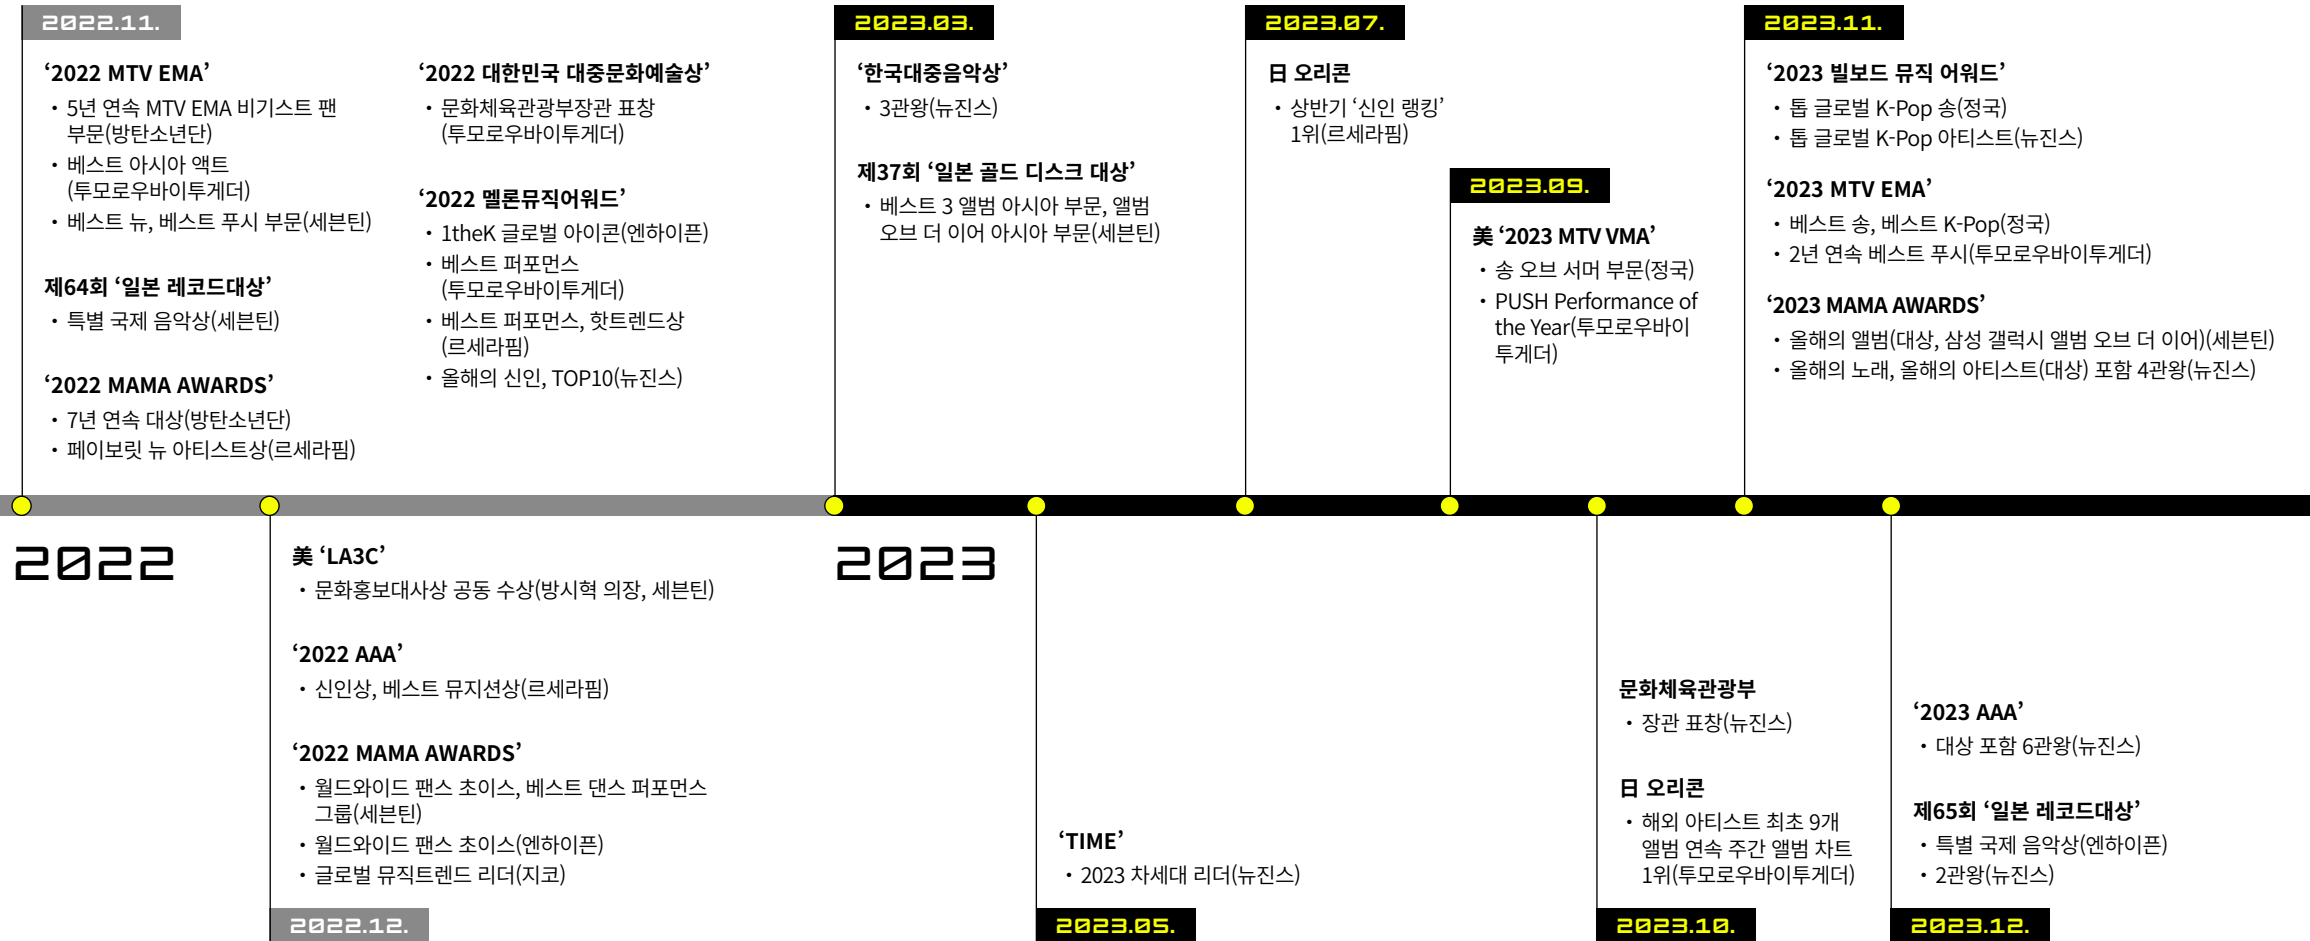 2022.11.
‘2022 MTV EMA’
• 5년 연속 MTV EMA 비기스트 팬
부문(방탄소년단)
• 베스트 아시아 액트
(투모로우바이투게더)
• 베스트 뉴, 베스트 푸시 부문(세븐틴)
제64회 ‘일본 레코드대상’
• 특별 국제 음악상(세븐틴)
‘2022 MAMA AWARDS’
• 7년 연속 대상(방탄소년단)
• 페이보릿 뉴 아티스트상(르세라핌)
‘2022 대한민국 대중문화예술상’
• 문화체육관광부장관 표창
(투모로우바이투게더)
‘2022 멜론뮤직어워드’
• 1theK 글로벌 아이콘(엔하이픈)
• 베스트 퍼포먼스
(투모로우바이투게더)
• 베스트 퍼포먼스, 핫트렌드상
(르세라핌)
• 올해의 신인, TOP10(뉴진스)
2023.03.
‘한국대중음악상’
• 3관왕(뉴진스)
제37회 ‘일본 골드 디스크 대상’
• 베스트 3 앨범 아시아 부문, 앨범
오브 더 이어 아시아 부문(세븐틴)
2023.07.
日 오리콘
• 상반기 ‘신인 랭킹’
1위(르세라핌)
2023.09.
美 ‘2023 MTV VMA’
• 송 오브 서머 부문(정국)
• PUSH Performance of
the Year(투모로우바이
투게더)
2023.11.
‘2023 빌보드 뮤직 어워드’
• 톱 글로벌 K-Pop 송(정국)
• 톱 글로벌 K-Pop 아티스트(뉴진스)
‘2023 MTV EMA’
• 베스트 송, 베스트 K-Pop(정국)
• 2년 연속 베스트 푸시(투모로우바이투게더)
‘2023 MAMA AWARDS’
• 올해의 앨범(대상, 삼성 갤럭시 앨범 오브 더 이어)(세븐틴)
• 올해의 노래, 올해의 아티스트(대상) 포함 4관왕(뉴진스)
2022
美 ‘LA3C’
• 문화홍보대사상 공동 수상(방시혁 의장, 세븐틴)
‘2022 AAA’
• 신인상, 베스트 뮤지션상(르세라핌)
‘2022 MAMA AWARDS’
• 월드와이드 팬스 초이스, 베스트 댄스 퍼포먼스
그룹(세븐틴)
• 월드와이드 팬스 초이스(엔하이픈)
• 글로벌 뮤직트렌드 리더(지코)
2022.12.
2023
‘TIME’
• 2023 차세대 리더(뉴진스)
2023.05.
문화체육관광부
• 장관 표창(뉴진스)
日 오리콘
• 해외 아티스트 최초 9개
앨범 연속 주간 앨범 차트
1위(투모로우바이투게더)
2023.10.
‘2023 AAA’
• 대상 포함 6관왕(뉴진스)
제65회 ‘일본 레코드대상’
• 특별 국제 음악상(엔하이픈)
• 2관왕(뉴진스)
2023.12.